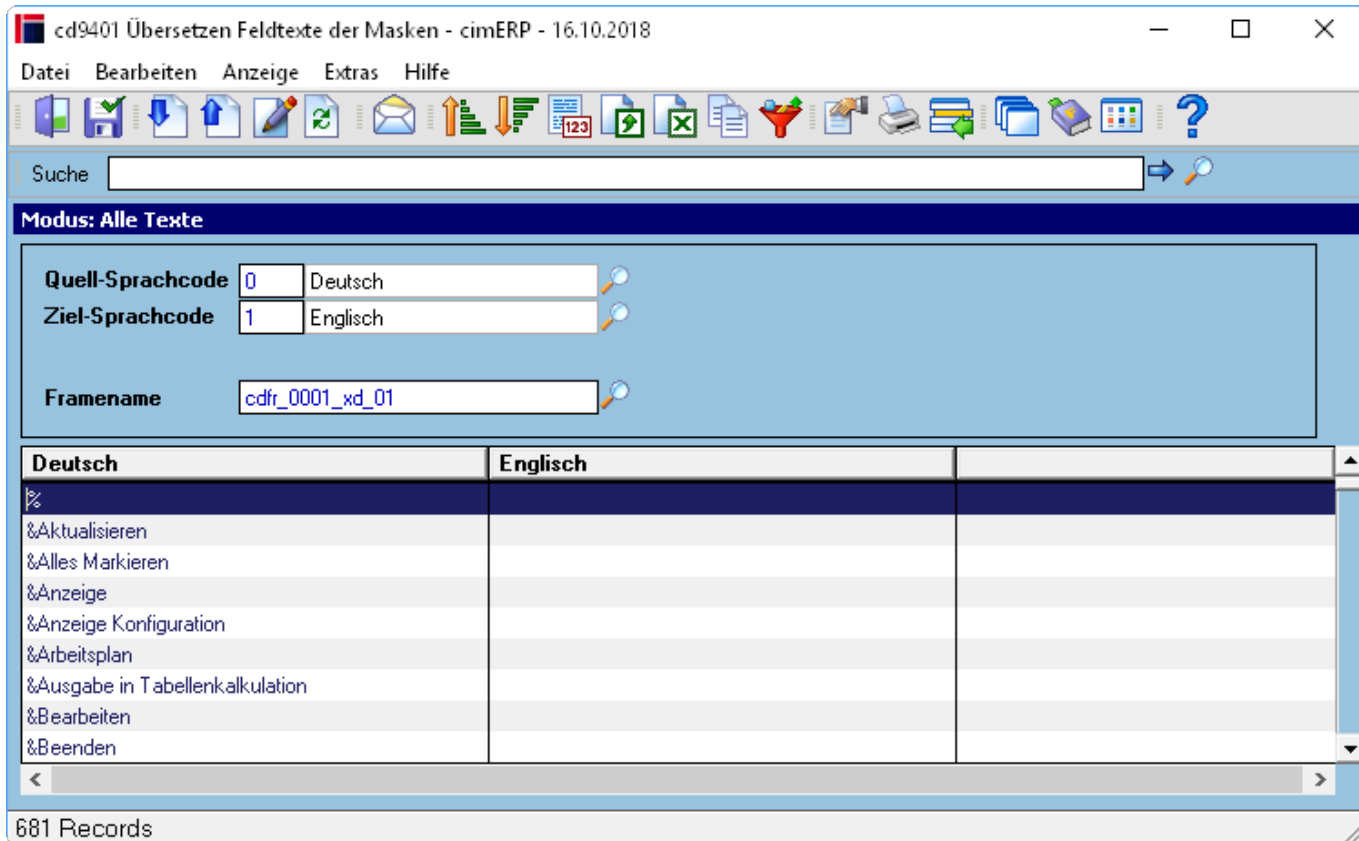 cd9401 Übersetzen Feldtexte der Masken - cimERP - 16.10.2018
Datei Bearbeiten Anzeige Extras Hilfe
123
Suche
Modus: Alle Texte
Quell-Sprachcode 0 Deutsch
Ziel-Sprachcode 1 Englisch
Framename cdfr_0001_xd_01
Deutsch Englisch
%
&Aktualisieren
&Alles Markieren
&Anzeige
&Anzeige Konfiguration
&Arbeitsplan
&Ausgabe in Tabellenkalkulation
&Bearbeiten
&Beenden
681 Records